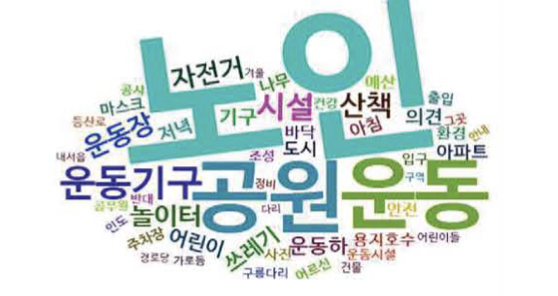 노인
자전거 겨울 나무 예산
공사 시설 건강 산책 출입
마스크 기구 의견 그곳
등산로 운동장 저녁 바닥 아침 환경 안내
내서읍 조성 도시 입구 아파트
운동기구 공원 운동
정비 구역
공무원 반대 놀이터 다리 안전
인도
주차장 어린이 쓰레기 사진 운동하 용지호수 어린이들
경로당 가로등 운동시설
구름다리 어르신 건물